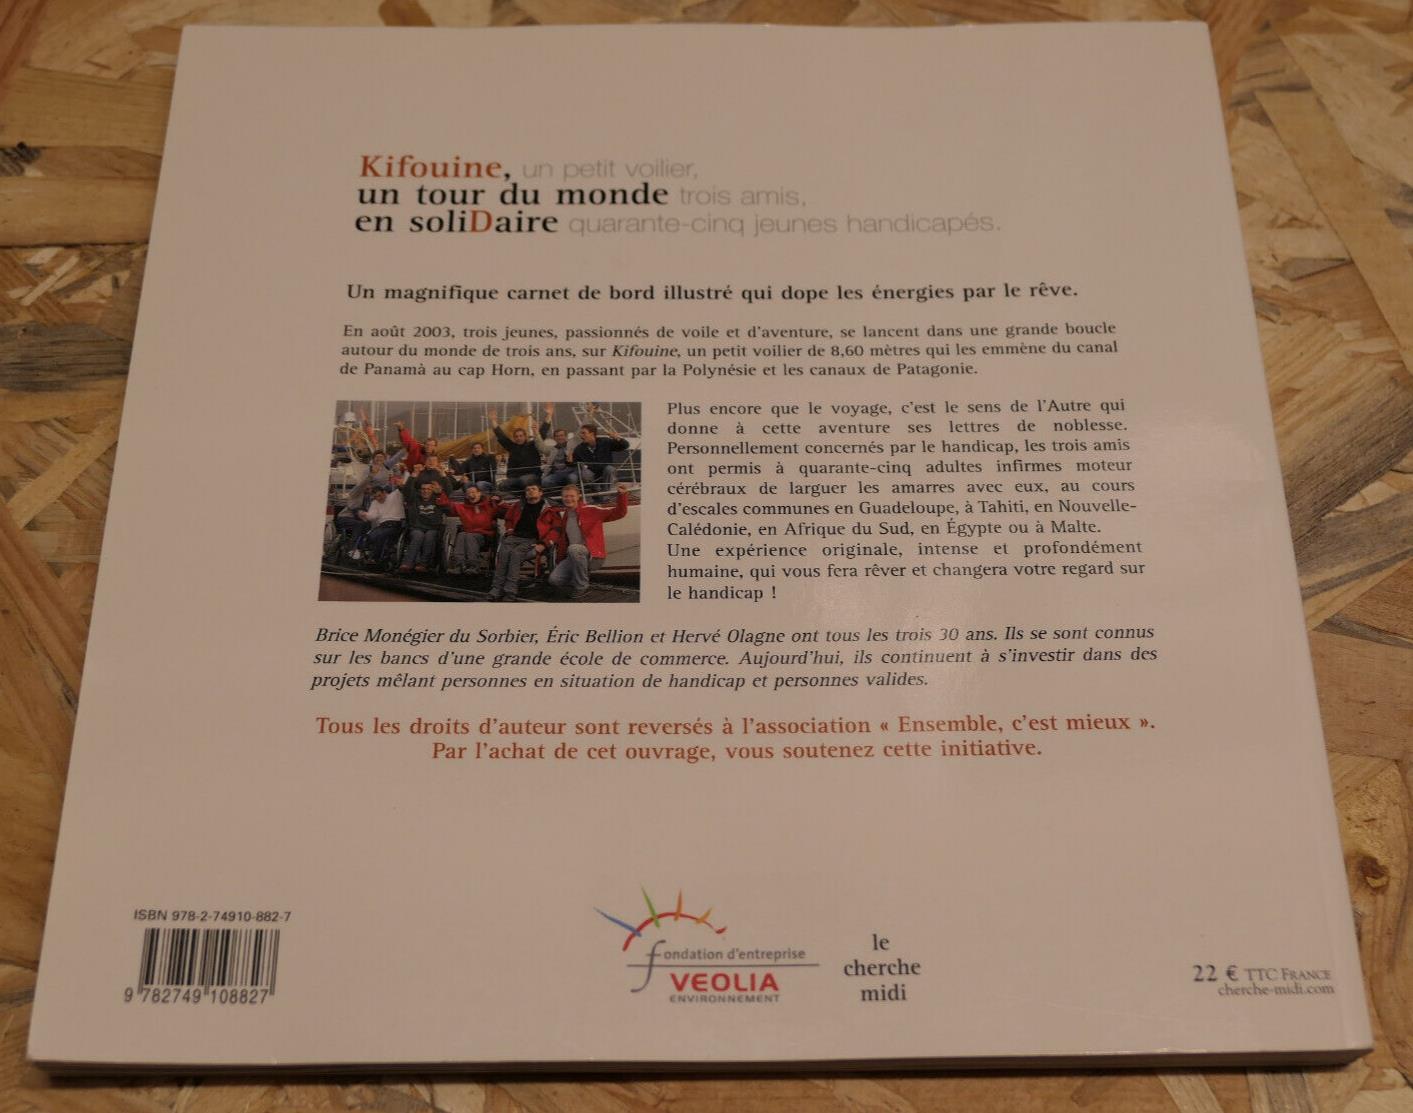 Kifouine, un petit voilier,
un tour du monde trois amis,
en soliDaire quarante-cinq jeunes handicapés.
Un magnifique carnet de bord illustré qui dope les énergies par le rêve.
En août 2003, trois jeunes, passionnés de voile et d'aventure, se lancent dans une grande boucle
autour du monde de trois ans, sur Kifouine, un petit voilier de 8,60 mètres qui les emmène du canal
de Panamà au cap Horn, en passant par la Polynésie et les canaux de Patagonie.
Plus encore que le voyage, c'est le sens de l'Autre qui
donne à cette aventure ses lettres de noblesse.
Personnellement concernés par le handicap, les trois amis
ont permis à quarante-cinq adultes infirmes moteur
cérébraux de larguer les amarres avec eux, au cours
d'escales communes en Guadeloupe, à Tahiti, en Nouvelle-
Calédonie, en Afrique du Sud, en Égypte ou à Malte.
Une expérience originale, intense et profondément
humaine, qui vous fera rêver et changera votre regard sur
le handicap !
Brice Monégier du Sorbier, Éric Bellion et Hervé Olagne ont tous les trois 30 ans. Ils se sont connus
sur les bancs d'une grande école de commerce. Aujourd'hui, ils continuent à s'investir dans des
projets mêlant personnes en situation de handicap et personnes valides.
Tous les droits d'auteur sont reversés à l'association « Ensemble, c'est mieux ».
Par l'achat de cet ouvrage, vous soutenez cette initiative.
ISBN 978-2-74910-882-7
9 782749 108827
fondation d'entreprise
VEOLIA
ENVIRONNEMENT
le
cherche
midi
22 € TTC FRANCE
cherche-midi.com